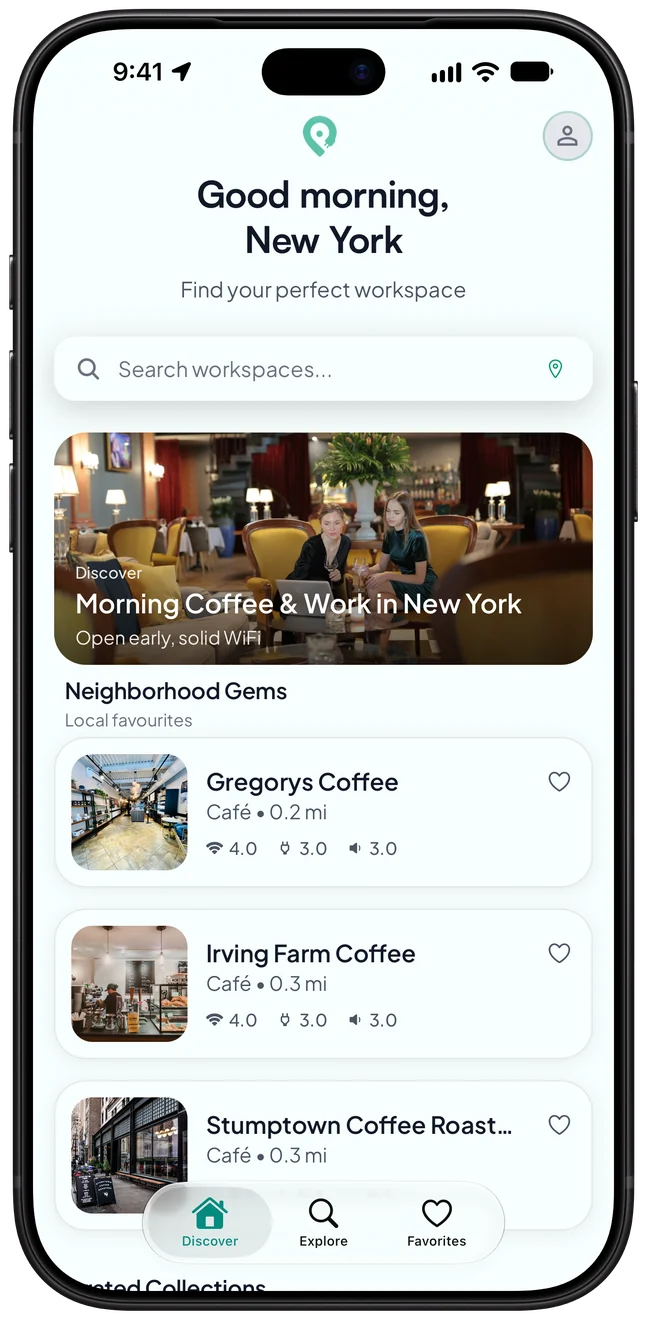 9:41
Good morning,
New York
Find your perfect workspace
Search workspaces...
Discover
Morning Coffee & Work in New York
Open early, solid WiFi
Neighborhood Gems
Local favourites
Gregorys Coffee
Café • 0.2 mi
4.0 3.0 3.0
Irving Farm Coffee
Café • 0.3 mi
4.0 3.0 3.0
Stumptown Coffee Roast...
Café • 0.3 mi
Discover Explore Favorites
Collections